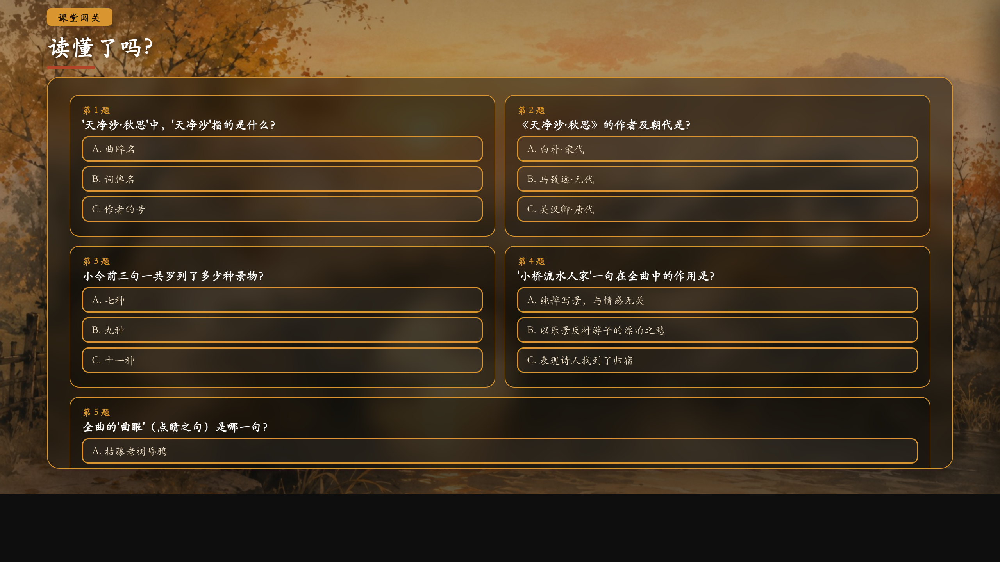 课堂闯关
读懂了吗?
第 1 题
'天净沙·秋思'中，'天净沙'指的是什么?
A. 曲牌名
B. 词牌名
C. 作者的号
第 2 题
《天净沙·秋思》的作者及朝代是?
A. 白朴·宋代
B. 马致远·元代
C. 关汉卿·唐代
第 3 题
小令前三句一共罗列了多少种景物?
A. 七种
B. 九种
C. 十一种
第 4 题
'小桥流水人家'一句在全曲中的作用是?
A. 纯粹写景，与情感无关
B. 以乐景反衬游子的漂泊之愁
C. 表现诗人找到了归宿
第 5 题
全曲的'曲眼'（点睛之句）是哪一句?
A. 枯藤老树昏鸦